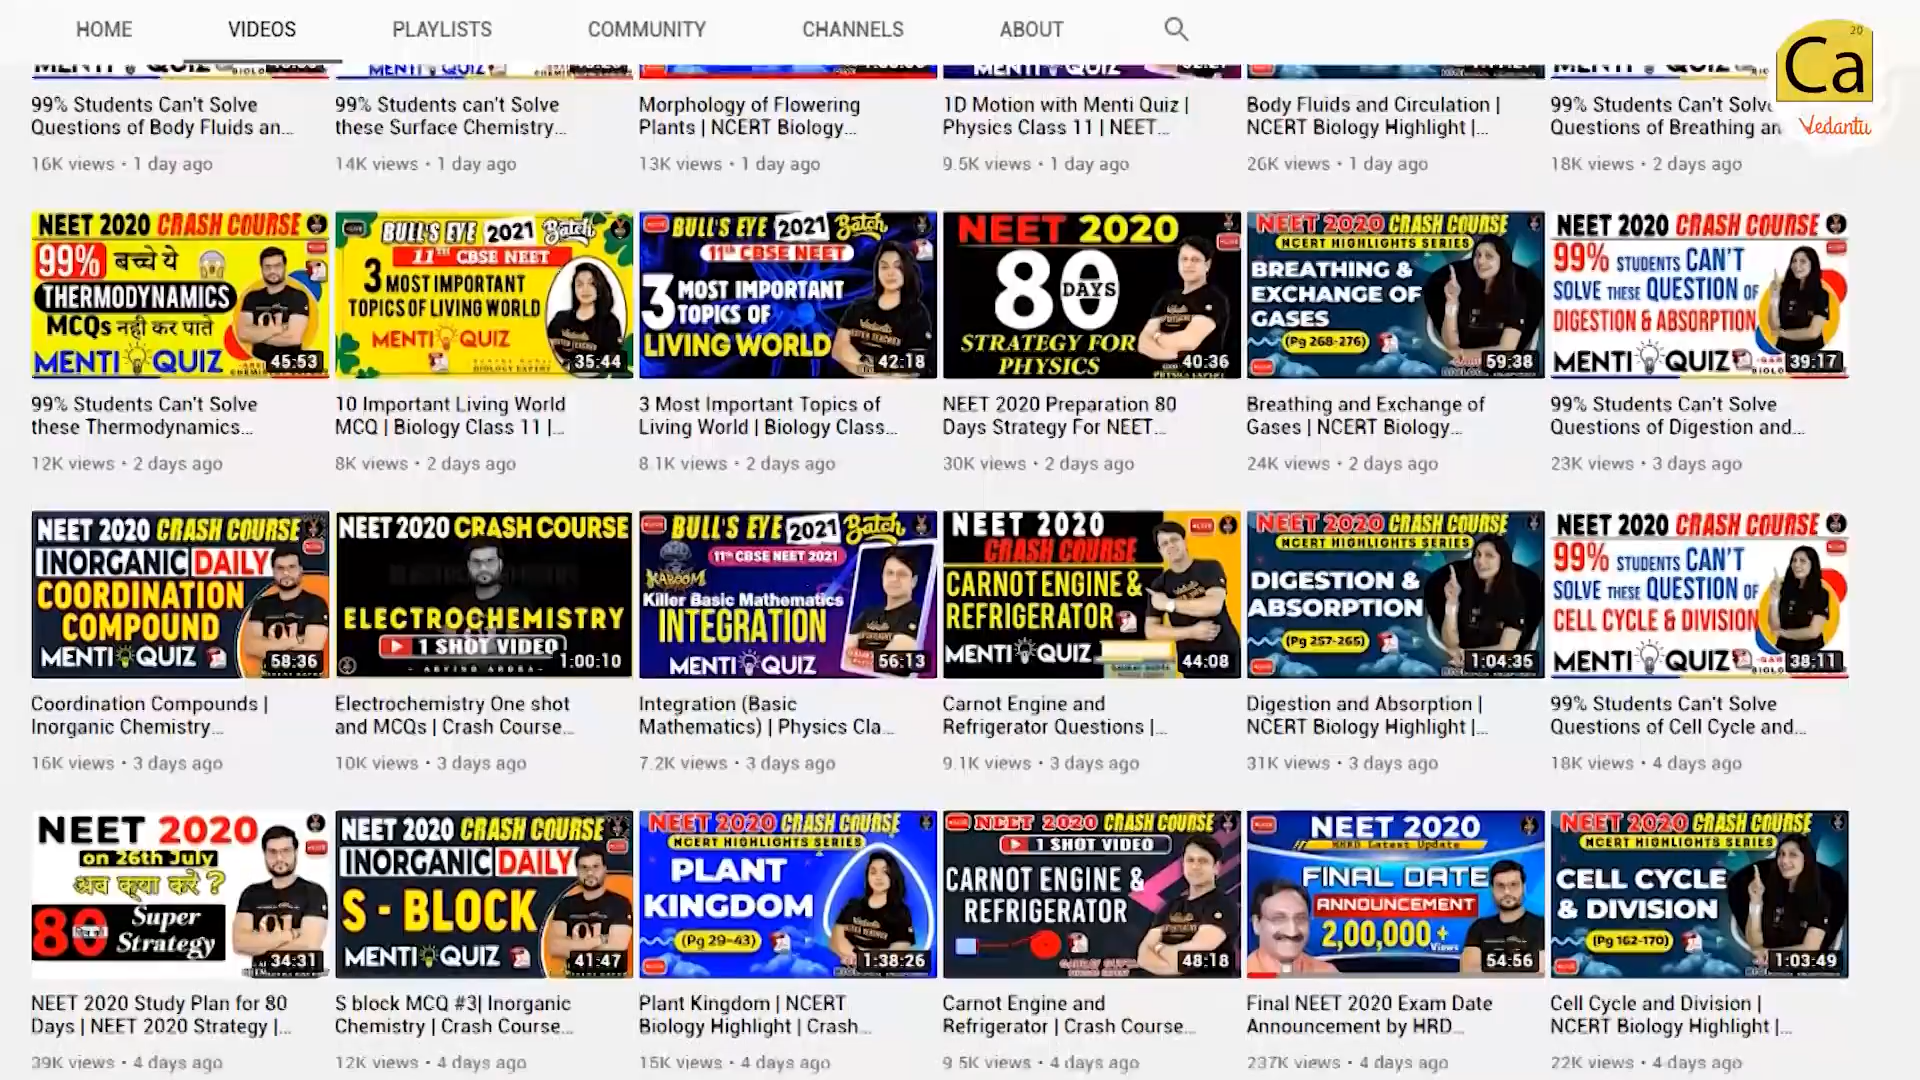 HOME VIDEOS PLAYLISTS COMMUNITY CHANNELS ABOUT
20
Ca
Vedantu
99% Students Can't Solve
Questions of Body Fluids an...
16K views • 1 day ago
99% Students can't Solve
these Surface Chemistry...
14K views • 1 day ago
Morphology of Flowering
Plants | NCERT Biology...
13K views • 1 day ago
1D Motion with Menti Quiz |
Physics Class 11 | NEET...
9.5K views • 1 day ago
Body Fluids and Circulation |
NCERT Biology Highlight |...
26K views • 1 day ago
99% Students Can't Solve
Questions of Breathing an
18K views • 2 days ago
NEET 2020 CRASH COURSE
99% बच्चे ये
THERMODYNAMICS
MCQs नही कर पाते
MENTI QUIZ
45:53
99% Students Can't Solve
these Thermodynamics...
12K views • 2 days ago
BULL'S EYE 2021 Batch
11TH CBSE NEET
3 MOST IMPORTANT
TOPICS OF LIVING WORLD
MENTI QUIZ
BIOLOGY EXPERT
35:44
10 Important Living World
MCQ | Biology Class 11 |...
8K views • 2 days ago
BULL'S EYE 2021 Batch
11th CBSE NEET
3 MOST IMPORTANT
TOPICS OF
LIVING WORLD
42:18
3 Most Important Topics of
Living World | Biology Class...
8.1K views • 2 days ago
NEET 2020
80
DAYS
STRATEGY FOR
PHYSICS
40:36
NEET 2020 Preparation 80
Days Strategy For NEET...
30K views • 2 days ago
NEET 2020 CRASH COURSE
NCERT HIGHLIGHTS SERIES
BREATHING &
EXCHANGE OF
GASES
(Pg 268-276)
59:38
Breathing and Exchange of
Gases | NCERT Biology...
24K views • 2 days ago
NEET 2020 CRASH COURSE
99% STUDENTS CAN'T
SOLVE THESE QUESTION OF
DIGESTION & ABSORPTION
MENTI QUIZ
39:17
99% Students Can't Solve
Questions of Digestion and...
23K views • 3 days ago
NEET 2020 CRASH COURSE
INORGANIC DAILY
COORDINATION
COMPOUND
MENTI QUIZ
58:36
Coordination Compounds |
Inorganic Chemistry...
16K views • 3 days ago
NEET 2020 CRASH COURSE
ELECTROCHEMISTRY
1 SHOT VIDEO
- ARVIND ARORA -
1:00:10
Electrochemistry One shot
and MCQs | Crash Course...
10K views • 3 days ago
BULL'S EYE 2021 Batch
11th CBSE NEET 2021
KABOOM
Killer Basic Mathematics
INTEGRATION
MENTI QUIZ
56:13
Integration (Basic
Mathematics) | Physics Cla...
7.2K views • 3 days ago
NEET 2020
CRASH COURSE
CARNOT ENGINE &
REFRIGERATOR
MENTI QUIZ
44:08
Carnot Engine and
Refrigerator Questions |...
9.1K views • 3 days ago
NEET 2020 CRASH COURSE
NCERT HIGHLIGHTS SERIES
DIGESTION &
ABSORPTION
(Pg 257-265)
1:04:35
Digestion and Absorption |
NCERT Biology Highlight |...
31K views • 3 days ago
NEET 2020 CRASH COURSE
99% STUDENTS CAN'T
SOLVE THESE QUESTION OF
CELL CYCLE & DIVISION
MENTI QUIZ
38:11
99% Students Can't Solve
Questions of Cell Cycle and...
18K views • 4 days ago
NEET 2020
on 26th July
अब क्या करे ?
80 Super
Strategy
34:31
NEET 2020 Study Plan for 80
Days | NEET 2020 Strategy |...
39K views • 4 days ago
NEET 2020 CRASH COURSE
INORGANIC DAILY
S - BLOCK
MENTI QUIZ
41:47
S block MCQ #3| Inorganic
Chemistry | Crash Course...
12K views • 4 days ago
NEET 2020 CRASH COURSE
NCERT HIGHLIGHTS SERIES
PLANT
KINGDOM
(Pg 29-43)
1:38:26
Plant Kingdom | NCERT
Biology Highlight | Crash...
15K views • 4 days ago
NEET 2020 CRASH COURSE
1 SHOT VIDEO
CARNOT ENGINE &
REFRIGERATOR
48:18
Carnot Engine and
Refrigerator | Crash Course...
9.5K views • 4 days ago
NEET 2020
MHRD Latest Update
FINAL DATE
ANNOUNCEMENT
2,00,000+ Views
54:56
Final NEET 2020 Exam Date
Announcement by HRD...
237K views • 4 days ago
NEET 2020 CRASH COURSE
NCERT HIGHLIGHTS SERIES
CELL CYCLE
& DIVISION
(Pg 162-170)
1:03:49
Cell Cycle and Division |
NCERT Biology Highlight |...
22K views • 4 days ago